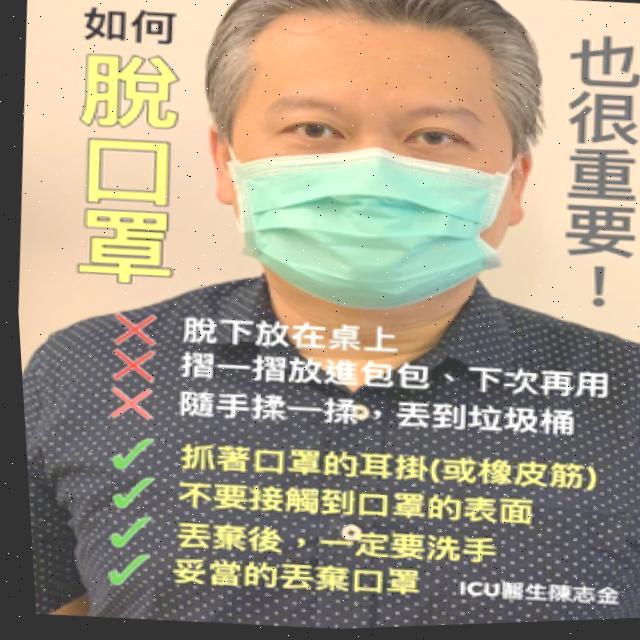 如何
脫口罩
也很重要！
脫下放在桌上
摺一摺放進包包、下次再用
隨手揉一揉，丟到垃圾桶
抓著口罩的耳掛(或橡皮筋)
不要接觸到口罩的表面
丟棄後，一定要洗手
妥當的丟棄口罩
ICU醫生陳志金